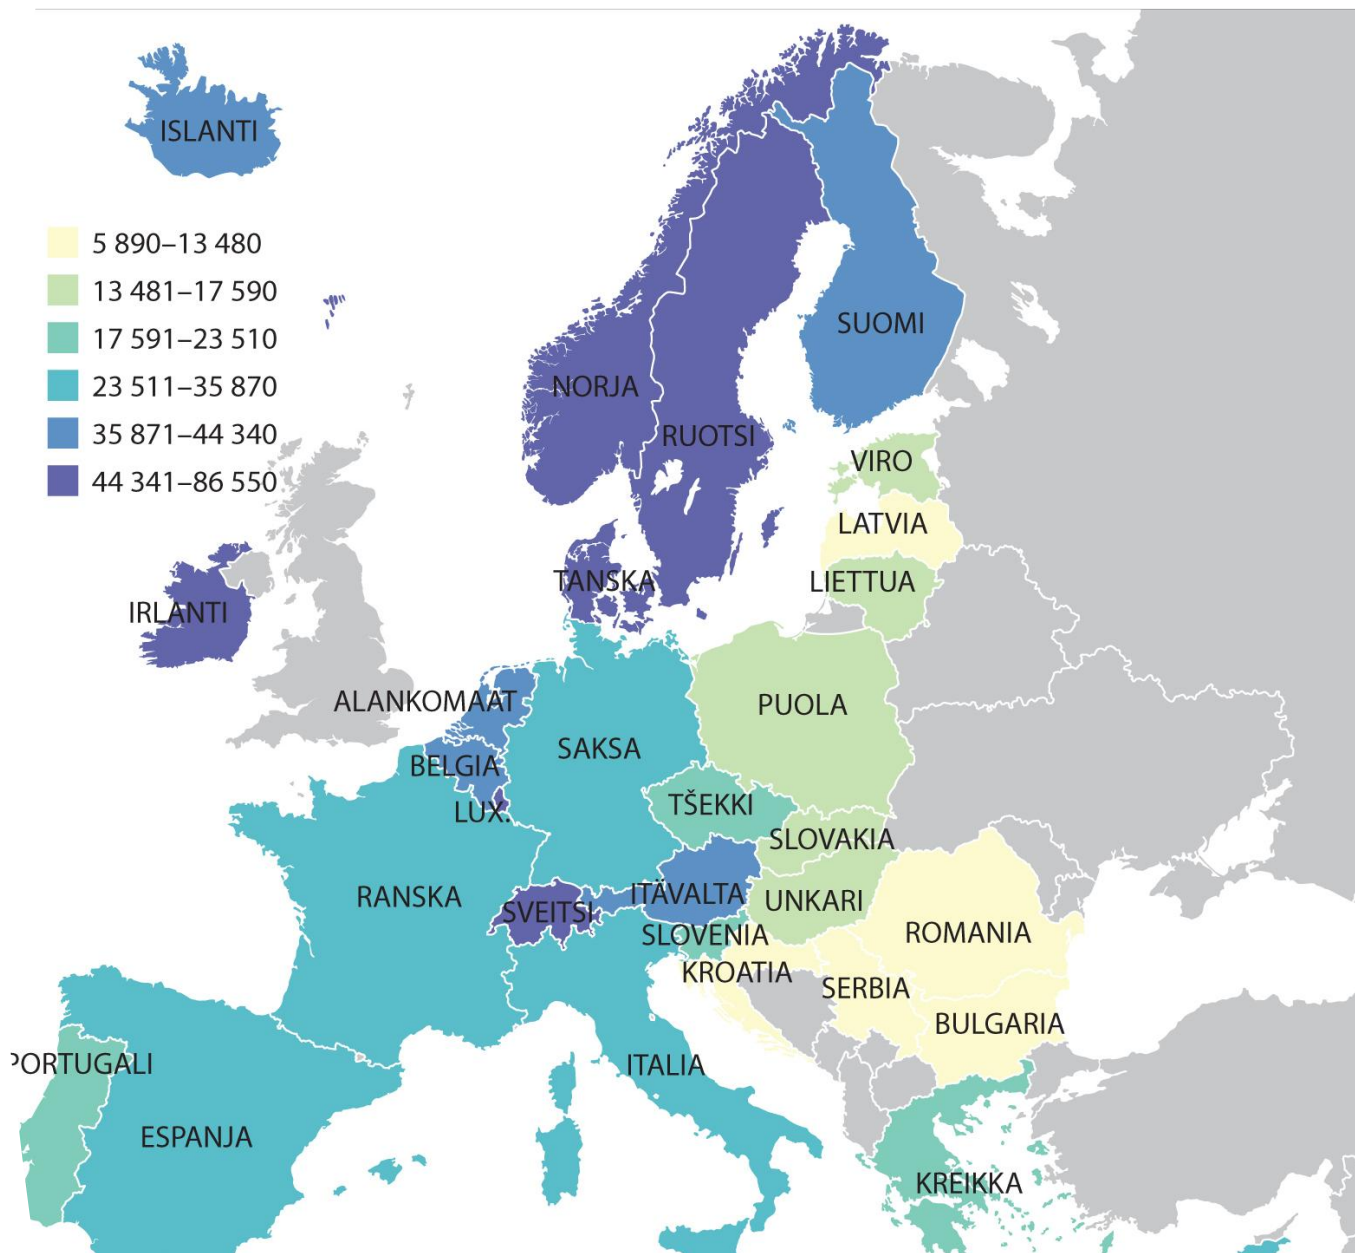 ISLANTI
5 890–13 480
13 481–17 590
17 591–23 510
23 511–35 870
35 871–44 340
44 341–86 550
SUOMI
NORJA
RUOTSI
VIRO
LATVIA
TANSKA
LIETTUA
IRLANTI
ALANKOMAAT
PUOLA
SAKSA
BELGIA
TŠEKKI
LUX.
SLOVAKIA
RANSKA
ITÄVALTA
UNKARI
SVEITSI
SLOVENIA
ROMANIA
KROATIA
SERBIA
BULGARIA
PORTUGALI
ITALIA
ESPANJA
KREIKKA